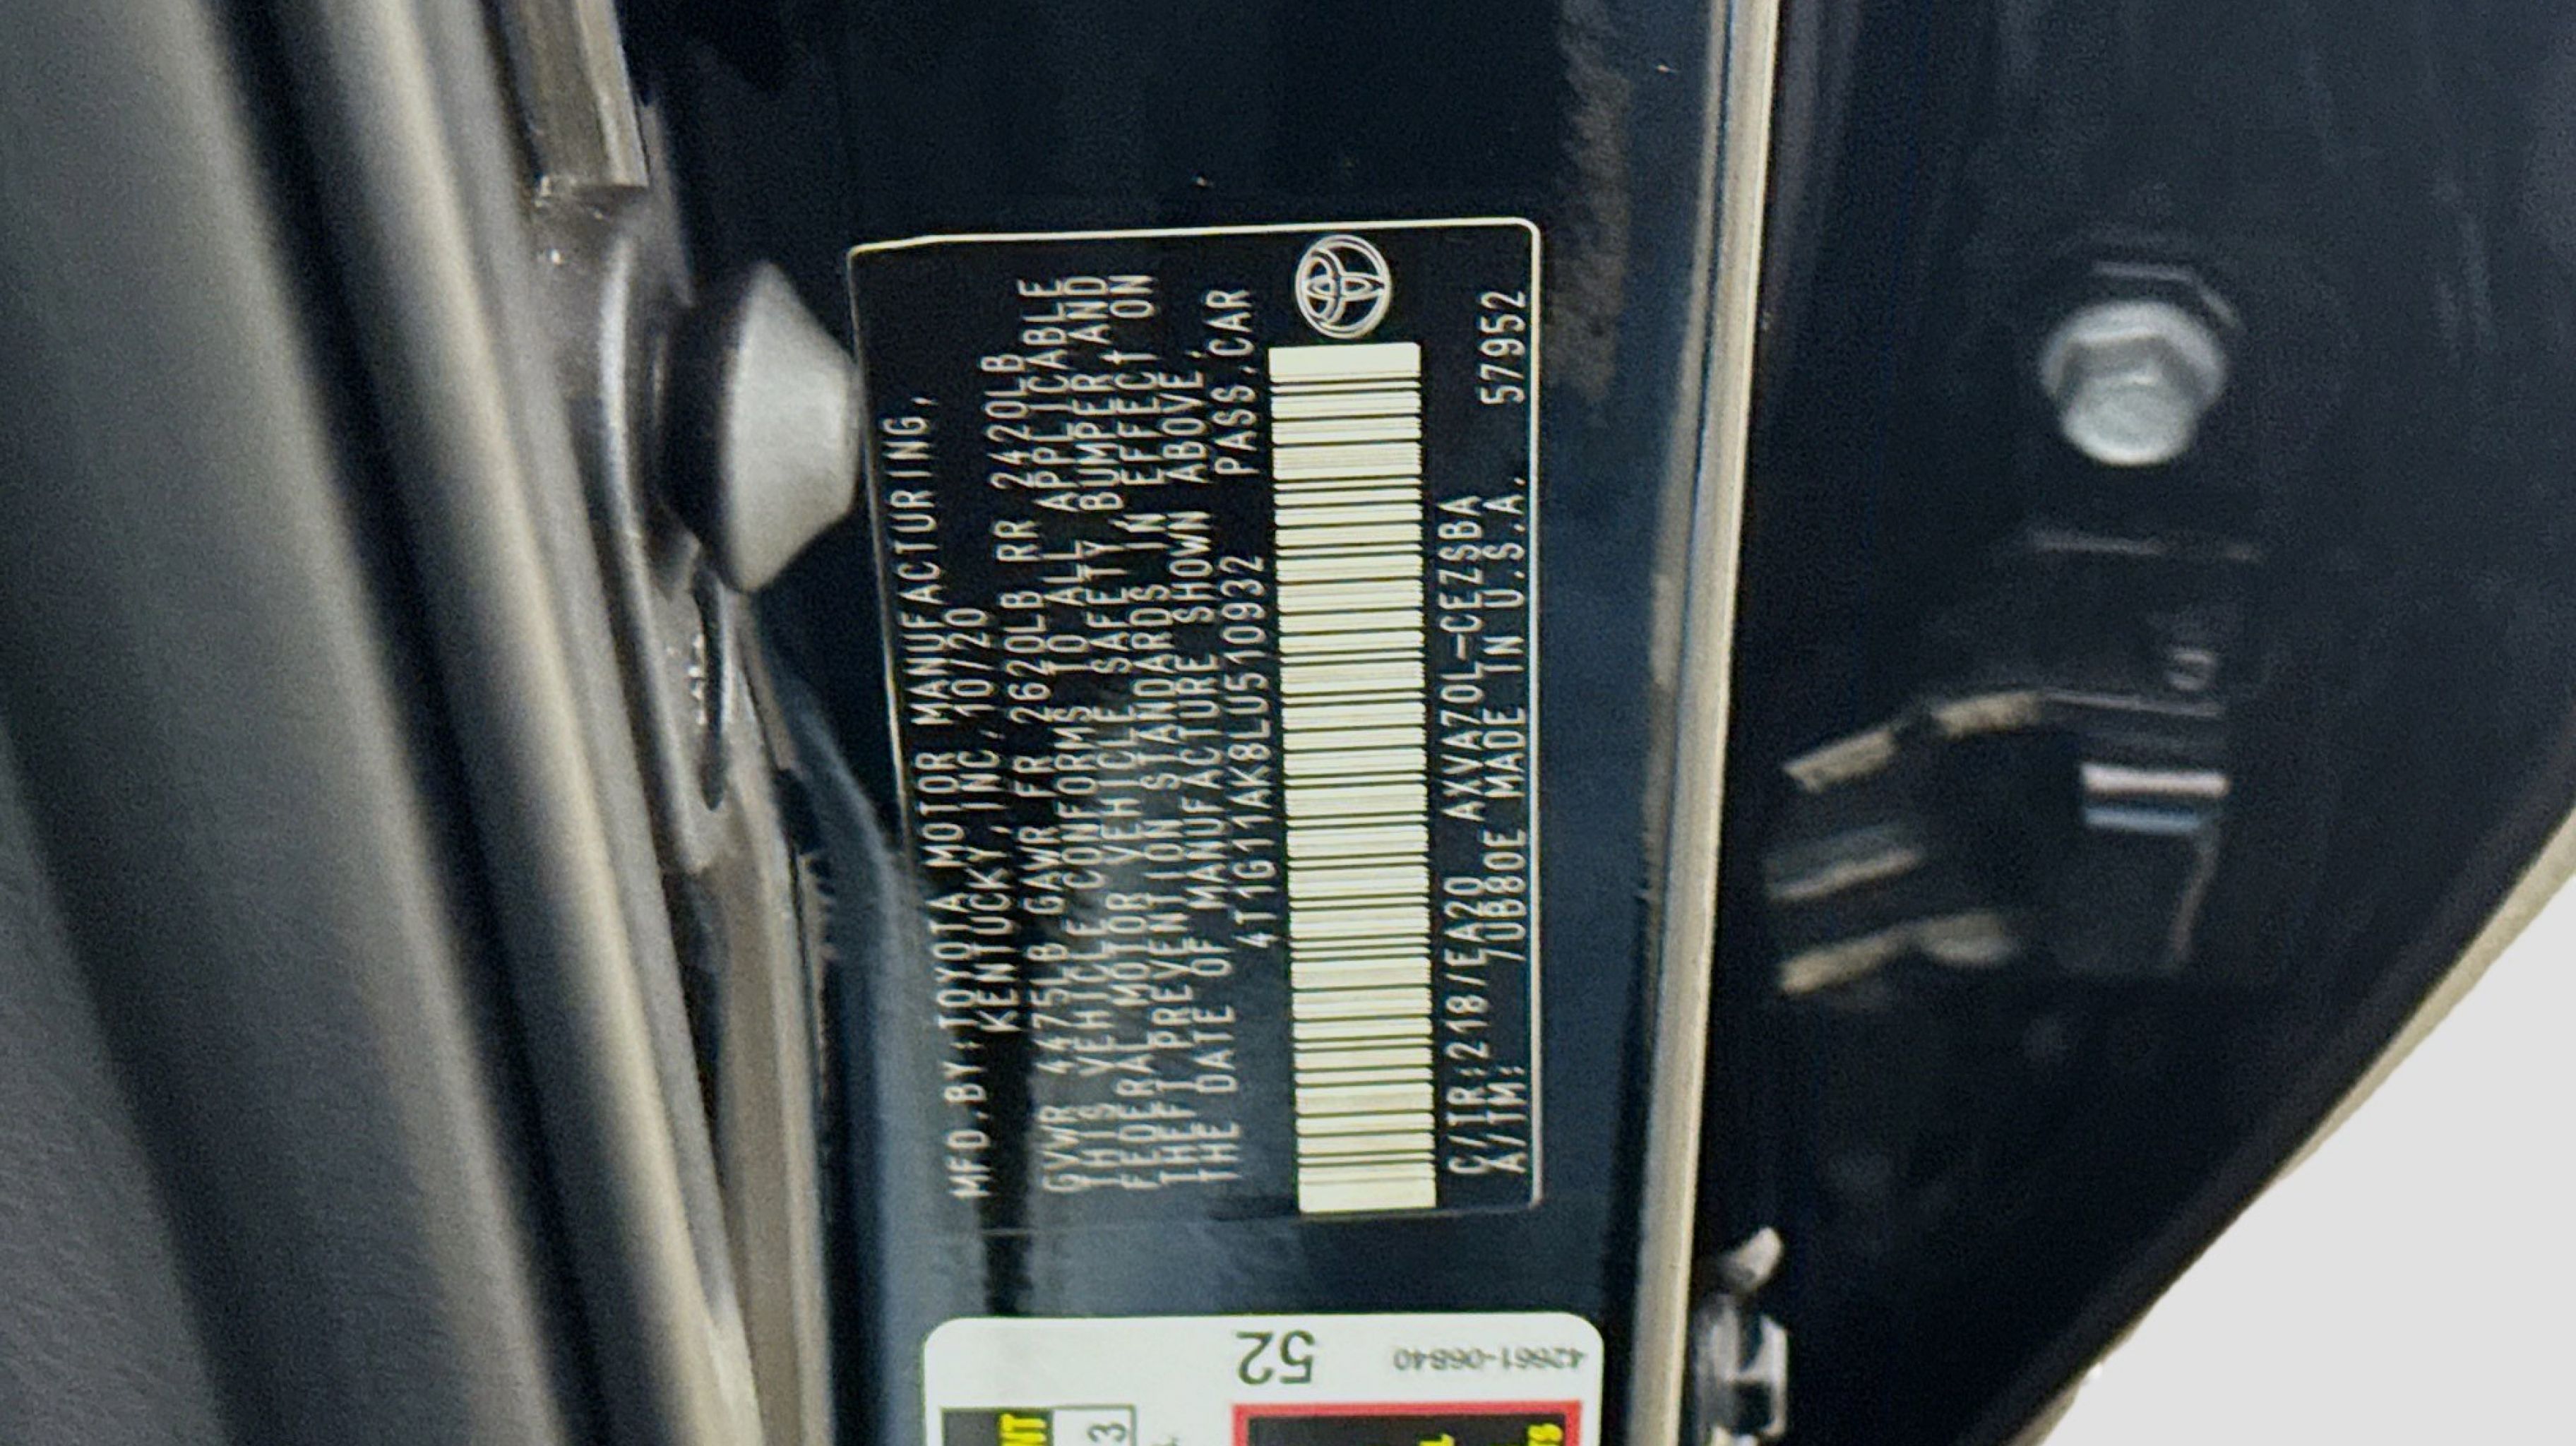 MFD.BY:TOYOTA MOTOR MANUFACTURING,
KENTUCKY,INC.10/20
GVWR 4475LB GAWR FR 2620LB RR 2420LB
THIS VEHICLE CONFORMS TO ALL APPLICABLE
FEDERAL MOTOR VEHICLE SAFETY,BUMPER,AND
THEFT PREVENTION STANDARDS IN EFFECT ON
THE DATE OF MANUFACTURE SHOWN ABOVE.
4T1G11AK8LU510932 PASS.CAR
C/TR:218/EA20 AXVA70L-CEZSBA
A/TM: /UB80E MADE IN U.S.A. 57952
52
42661-06840
3